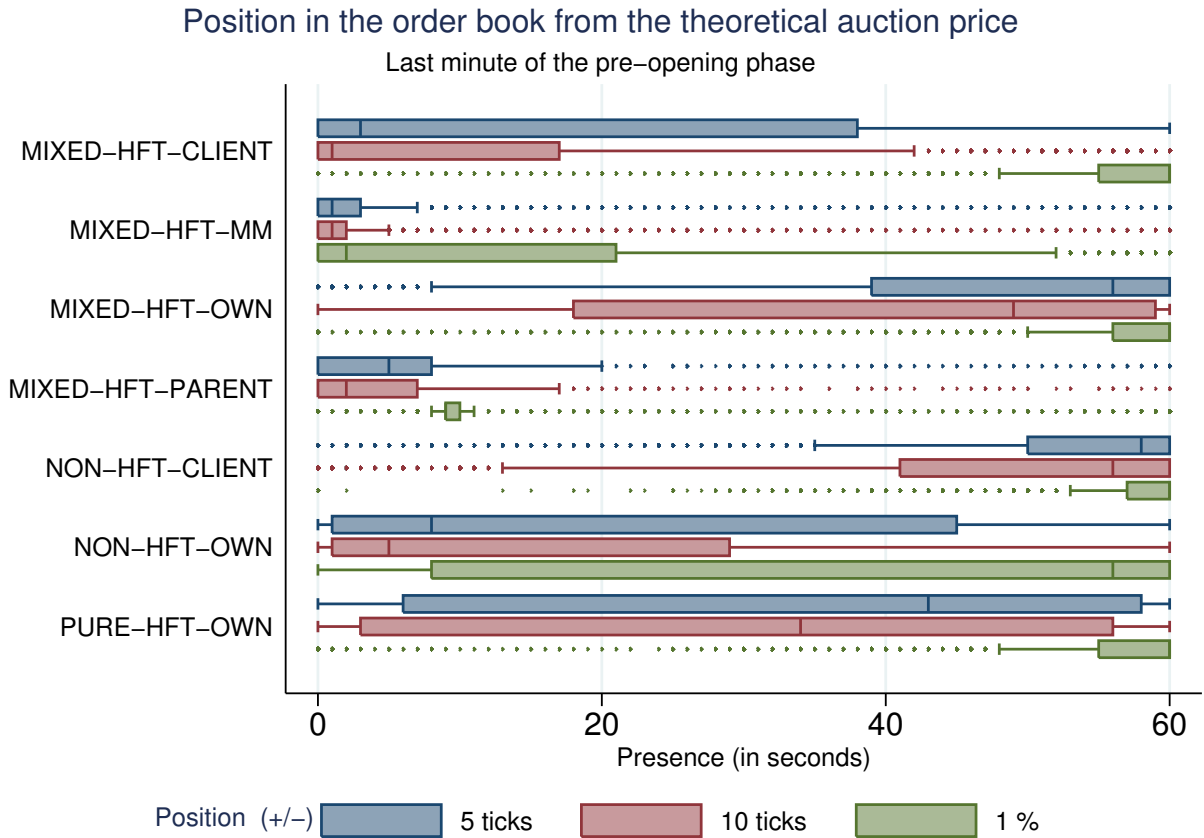 Position in the order book from the theoretical auction price
Last minute of the pre−opening phase
MIXED−HFT−CLIENT
MIXED−HFT−MM
MIXED−HFT−OWN
MIXED−HFT−PARENT
NON−HFT−CLIENT
NON−HFT−OWN
PURE−HFT−OWN
0 20 40 60
Presence (in seconds)
Position (+/−) 5 ticks 10 ticks 1 %